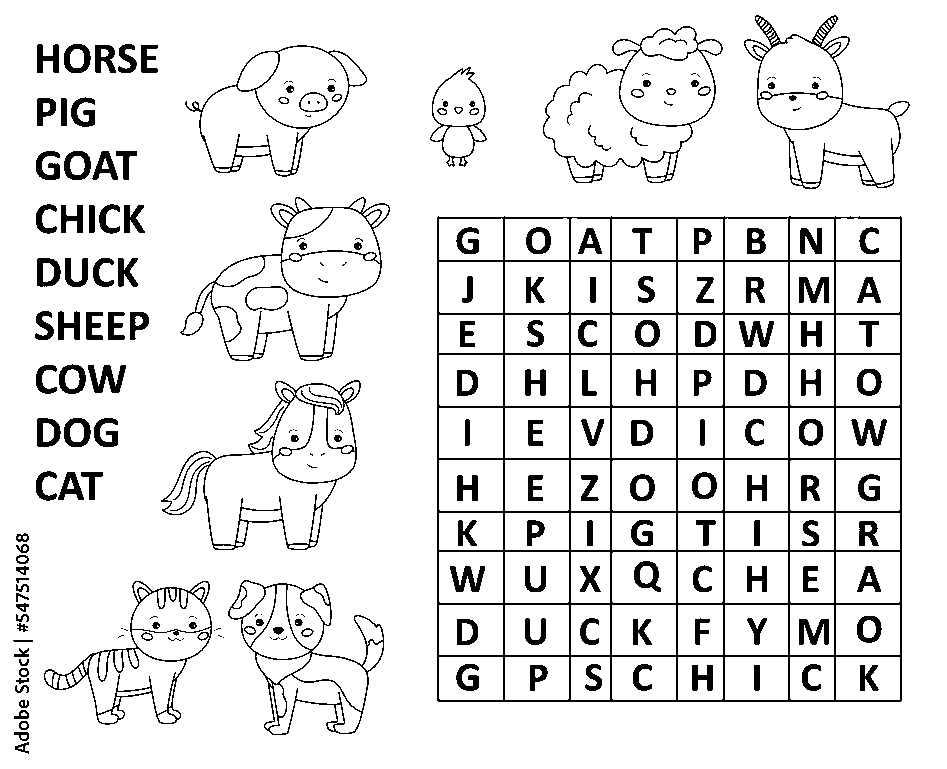 HORSE
PIG
GOAT
CHICK
DUCK
SHEEP
COW
DOG
CAT
G O A T P B N C
J K I S Z R M A
E S C O D W H T
D H L H P D H O
I E V D I C O W
H E Z O O H R G
K P I G T I S R
W U X Q C H E A
D U C K F Y M O
G P S C H I C K
Adobe Stock | #547514068